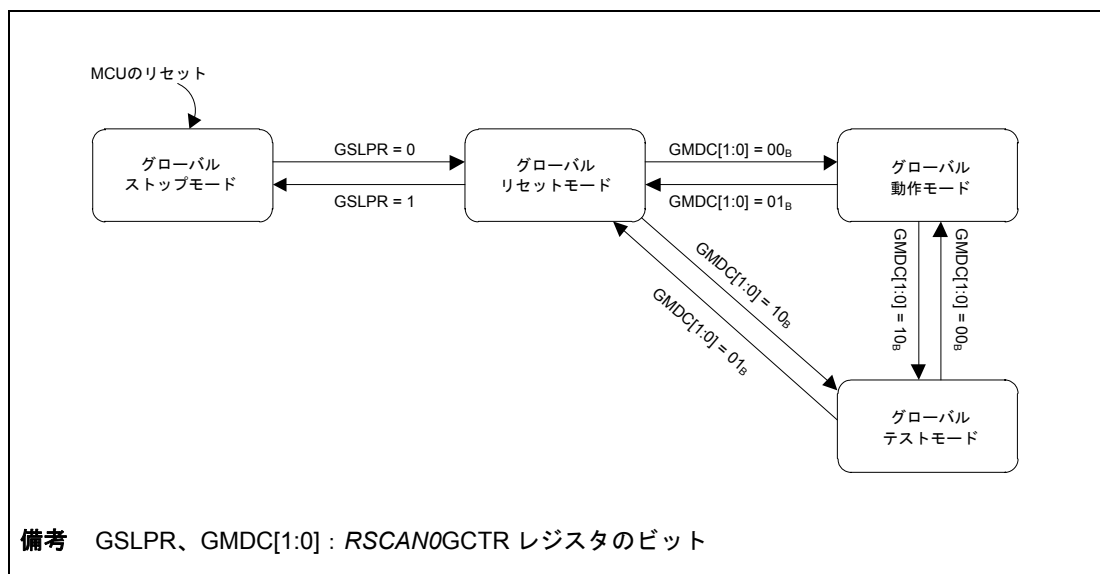 MCUのリセット
グローバル
ストップモード
GSLPR = 0
GSLPR = 1
グローバル
リセットモード
GMDC[1:0] = 00B
GMDC[1:0] = 01B
グローバル
動作モード
GMDC[1:0] = 10B
GMDC[1:0] = 01B
GMDC[1:0] = 10B
GMDC[1:0] = 00B
グローバル
テストモード
備考 GSLPR、GMDC[1:0]：RSCAN0GCTR レジスタのビット